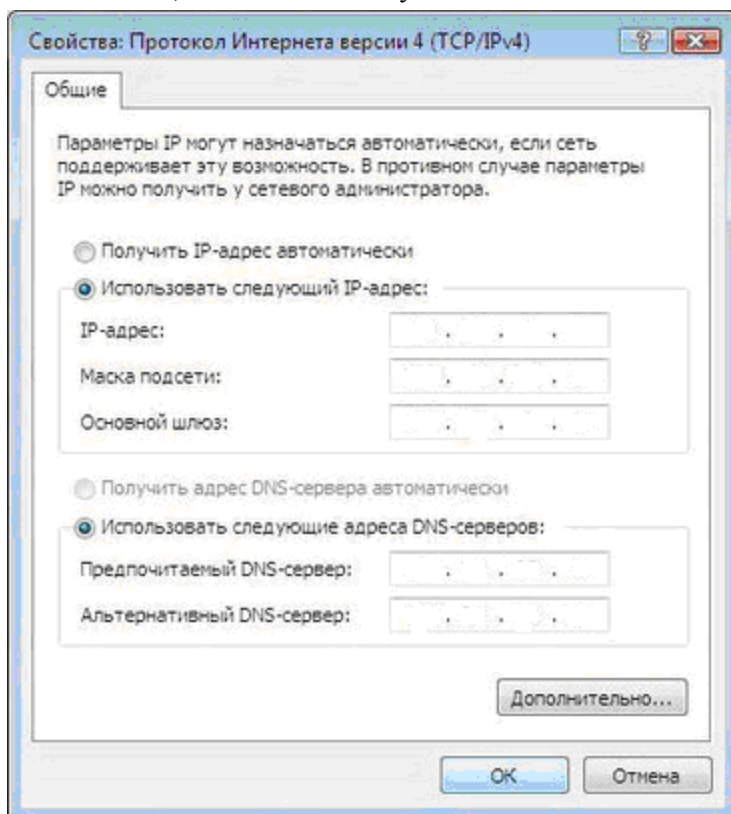 Свойства: Протокол Интернета версии 4 (TCP/IPv4)
Общие
Параметры IP могут назначаться автоматически, если сеть
поддерживает эту возможность. В противном случае параметры
IP можно получить у сетевого администратора.
Получить IP-адрес автоматически
Использовать следующий IP-адрес:
IP-адрес:
Маска подсети:
Основной шлюз:
Получить адрес DNS-сервера автоматически
Использовать следующие адреса DNS-серверов:
Предпочитаемый DNS-сервер:
Альтернативный DNS-сервер:
Дополнительно...
ОК Отмена